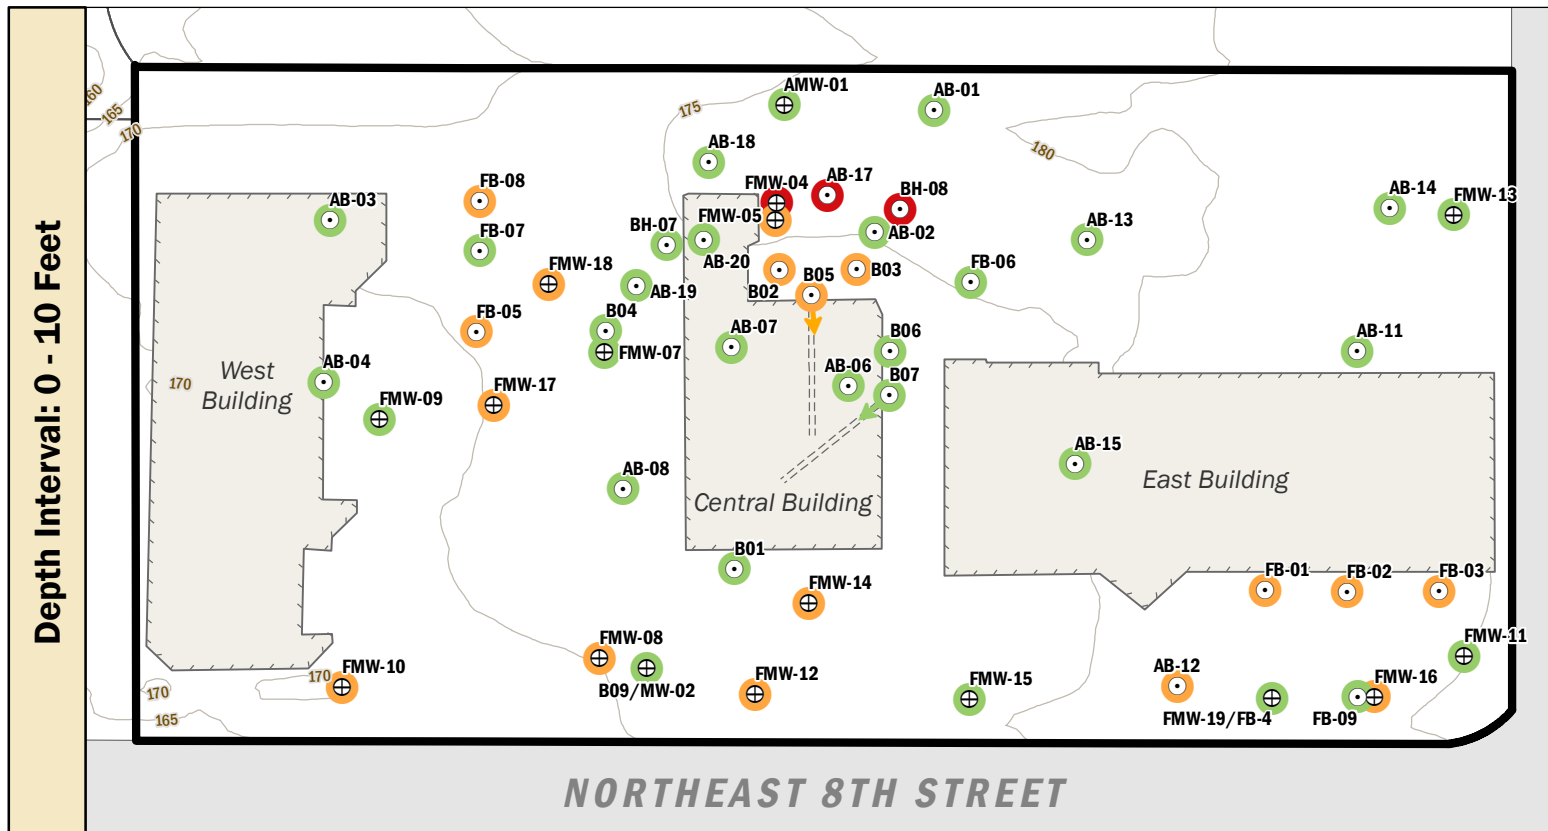 Depth Interval: 0 - 10 Feet
160
165
170
175
180
AMW-01
AB-01
AB-18
FB-08
AB-03
FMW-04
AB-17
BH-08
AB-14
FMW-13
FMW-05
BH-07
FB-07
AB-02
AB-13
AB-20
FMW-18
AB-19
B02
B05
B03
FB-06
FB-05
B04
FMW-07
AB-07
B06
AB-11
AB-04
West
Building
170
FMW-09
FMW-17
AB-06
B07
AB-08
AB-15
East Building
Central Building
B01
FMW-14
FB-01
FB-02
FB-03
FMW-08
B09/MW-02
FMW-11
FMW-10
170
170
165
FMW-12
FMW-15
AB-12
FMW-19/FB-4
FB-09
FMW-16
NORTHEAST 8TH STREET